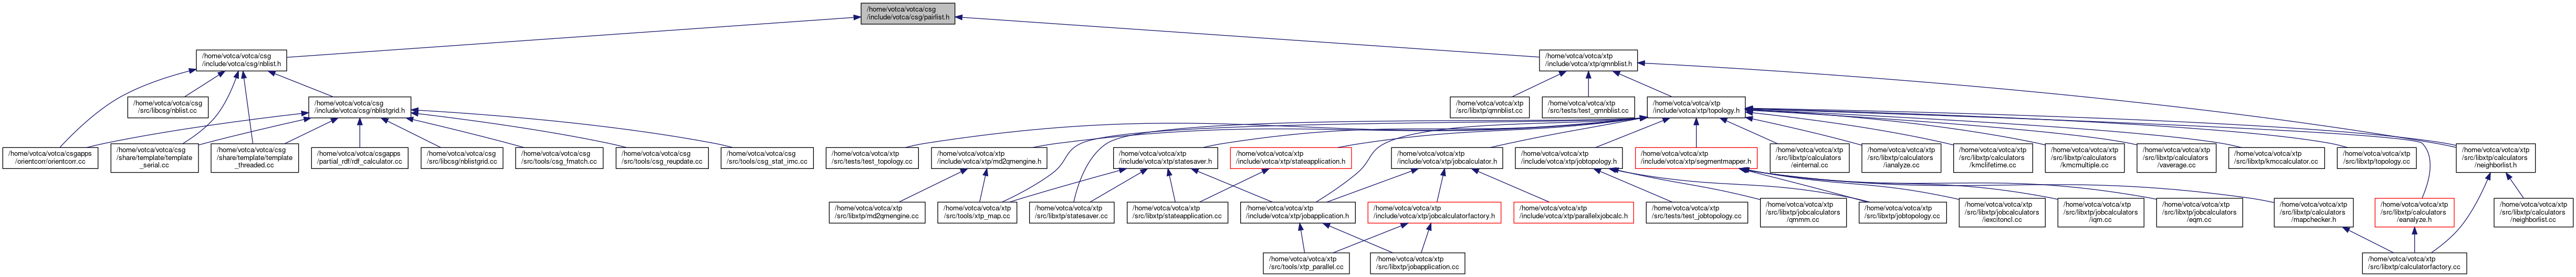 /home/votca/votca/csg
/include/votca/csg/pairlist.h
/home/votca/votca/csg
/include/votca/csg/nblist.h
/home/votca/votca/xtp
/include/votca/xtp/qmnblist.h
/home/votca/votca/csg
/src/libcsg/nblist.cc
/home/votca/votca/csg
/include/votca/csg/nblistgrid.h
/home/votca/votca/xtp
/src/libxtp/qmnblist.cc
/home/votca/votca/xtp
/src/tests/test_qmnblist.cc
/home/votca/votca/xtp
/include/votca/xtp/topology.h
/home/votca/votca/csgapps
/orientcorr/orientcorr.cc
/home/votca/votca/csg
/share/template/template
_serial.cc
/home/votca/votca/csg
/share/template/template
_threaded.cc
/home/votca/votca/csgapps
/partial_rdf/rdf_calculator.cc
/home/votca/votca/csg
/src/libcsg/nblistgrid.cc
/home/votca/votca/csg
/src/tools/csg_fmatch.cc
/home/votca/votca/csg
/src/tools/csg_reupdate.cc
/home/votca/votca/csg
/src/tools/csg_stat_imc.cc
/home/votca/votca/xtp
/src/tests/test_topology.cc
/home/votca/votca/xtp
/include/votca/xtp/md2qmengine.h
/home/votca/votca/xtp
/include/votca/xtp/statesaver.h
/home/votca/votca/xtp
/include/votca/xtp/stateapplication.h
/home/votca/votca/xtp
/include/votca/xtp/jobcalculator.h
/home/votca/votca/xtp
/include/votca/xtp/jobtopology.h
/home/votca/votca/xtp
/include/votca/xtp/segmentmapper.h
/home/votca/votca/xtp
/src/libxtp/calculators
/einternal.cc
/home/votca/votca/xtp
/src/libxtp/calculators
/ianalyze.cc
/home/votca/votca/xtp
/src/libxtp/calculators
/kmclifetime.cc
/home/votca/votca/xtp
/src/libxtp/calculators
/kmcmultiple.cc
/home/votca/votca/xtp
/src/libxtp/calculators
/vaverage.cc
/home/votca/votca/xtp
/src/libxtp/kmccalculator.cc
/home/votca/votca/xtp
/src/libxtp/topology.cc
/home/votca/votca/xtp
/src/libxtp/calculators
/neighborlist.h
/home/votca/votca/xtp
/src/libxtp/md2qmengine.cc
/home/votca/votca/xtp
/src/tools/xtp_map.cc
/home/votca/votca/xtp
/src/libxtp/statesaver.cc
/home/votca/votca/xtp
/src/libxtp/stateapplication.cc
/home/votca/votca/xtp
/include/votca/xtp/jobapplication.h
/home/votca/votca/xtp
/include/votca/xtp/jobcalculatorfactory.h
/home/votca/votca/xtp
/include/votca/xtp/parallelxjobcalc.h
/home/votca/votca/xtp
/src/tests/test_jobtopology.cc
/home/votca/votca/xtp
/src/libxtp/jobcalculators
/qmmm.cc
/home/votca/votca/xtp
/src/libxtp/jobtopology.cc
/home/votca/votca/xtp
/src/libxtp/jobcalculators
/iexcitoncl.cc
/home/votca/votca/xtp
/src/libxtp/jobcalculators
/iqm.cc
/home/votca/votca/xtp
/src/libxtp/jobcalculators
/eqm.cc
/home/votca/votca/xtp
/src/libxtp/calculators
/mapchecker.h
/home/votca/votca/xtp
/src/libxtp/calculators
/eanalyze.h
/home/votca/votca/xtp
/src/libxtp/calculators
/neighborlist.cc
/home/votca/votca/xtp
/src/tools/xtp_parallel.cc
/home/votca/votca/xtp
/src/libxtp/jobapplication.cc
/home/votca/votca/xtp
/src/libxtp/calculatorfactory.cc